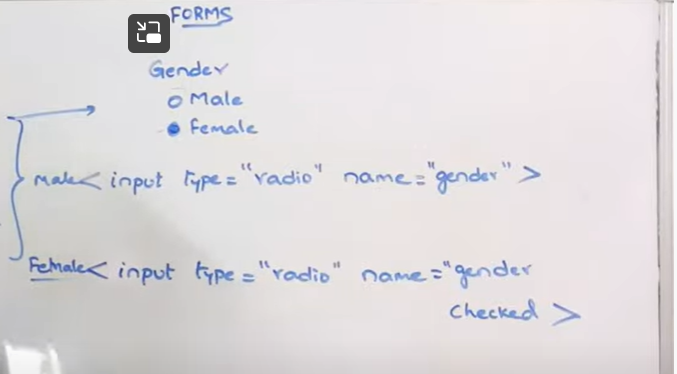 FORMS
Gender
Male
Female
Male< input type="radio" name="gender">
Female< input type="radio" name="gender
checked >